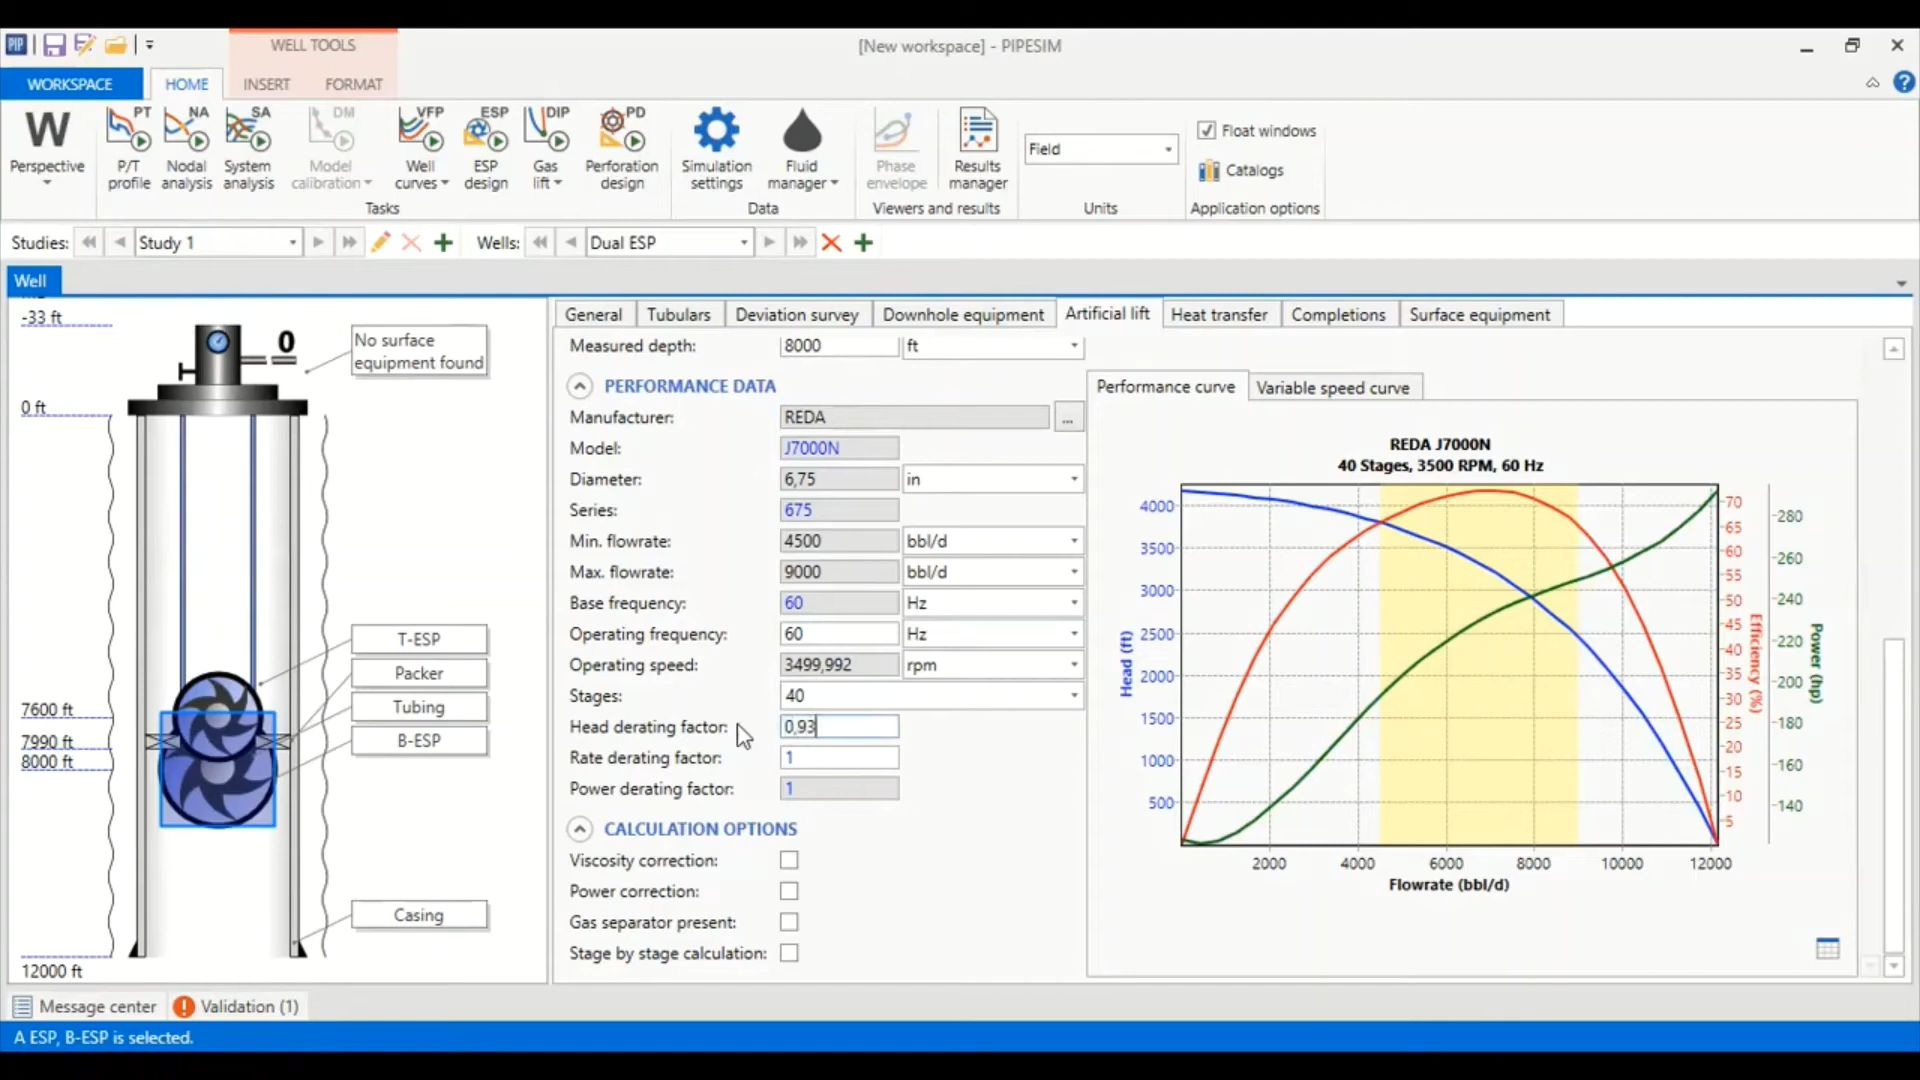 WELL TOOLS
[New workspace] - PIPESIM
PIP
WORKSPACE
HOME
INSERT
FORMAT
W
Perspective
PT
P/T
profile
NA
Nodal
analysis
SA
System
analysis
DM
Model
calibration
VFP
Well
curves
ESP
ESP
design
DIP
Gas
lift
PD
Perforation
design
Tasks
Simulation
settings
Fluid
manager
Data
Phase
envelope
Results
manager
Viewers and results
Field
Units
Float windows
Catalogs
Application options
Studies:
Study 1
Wells:
Dual ESP
Well
-33 ft
0
No surface
equipment found
0 ft
T-ESP
Packer
7600 ft
Tubing
7990 ft
B-ESP
8000 ft
Casing
12000 ft
General
Tubulars
Deviation survey
Downhole equipment
Artificial lift
Heat transfer
Completions
Surface equipment
Measured depth: 8000 ft
PERFORMANCE DATA
Manufacturer: REDA ...
Model: J7000N
Diameter: 6,75 in
Series: 675
Min. flowrate: 4500 bbl/d
Max. flowrate: 9000 bbl/d
Base frequency: 60 Hz
Operating frequency: 60 Hz
Operating speed: 3499,992 rpm
Stages: 40
Head derating factor: 0,93
Rate derating factor: 1
Power derating factor: 1
CALCULATION OPTIONS
Viscosity correction:
Power correction:
Gas separator present:
Stage by stage calculation:
Performance curve
Variable speed curve
REDA J7000N
40 Stages, 3500 RPM, 60 Hz
Head (ft)
4000
3500
3000
2500
2000
1500
1000
500
2000 4000 6000 8000 10000 12000
Flowrate (bbl/d)
70
65
60
55
50
45
40
35
30
25
20
15
10
5
Efficiency (%)
280
260
240
220
200
180
160
140
Power (hp)
Message center
Validation (1)
A ESP, B-ESP is selected.